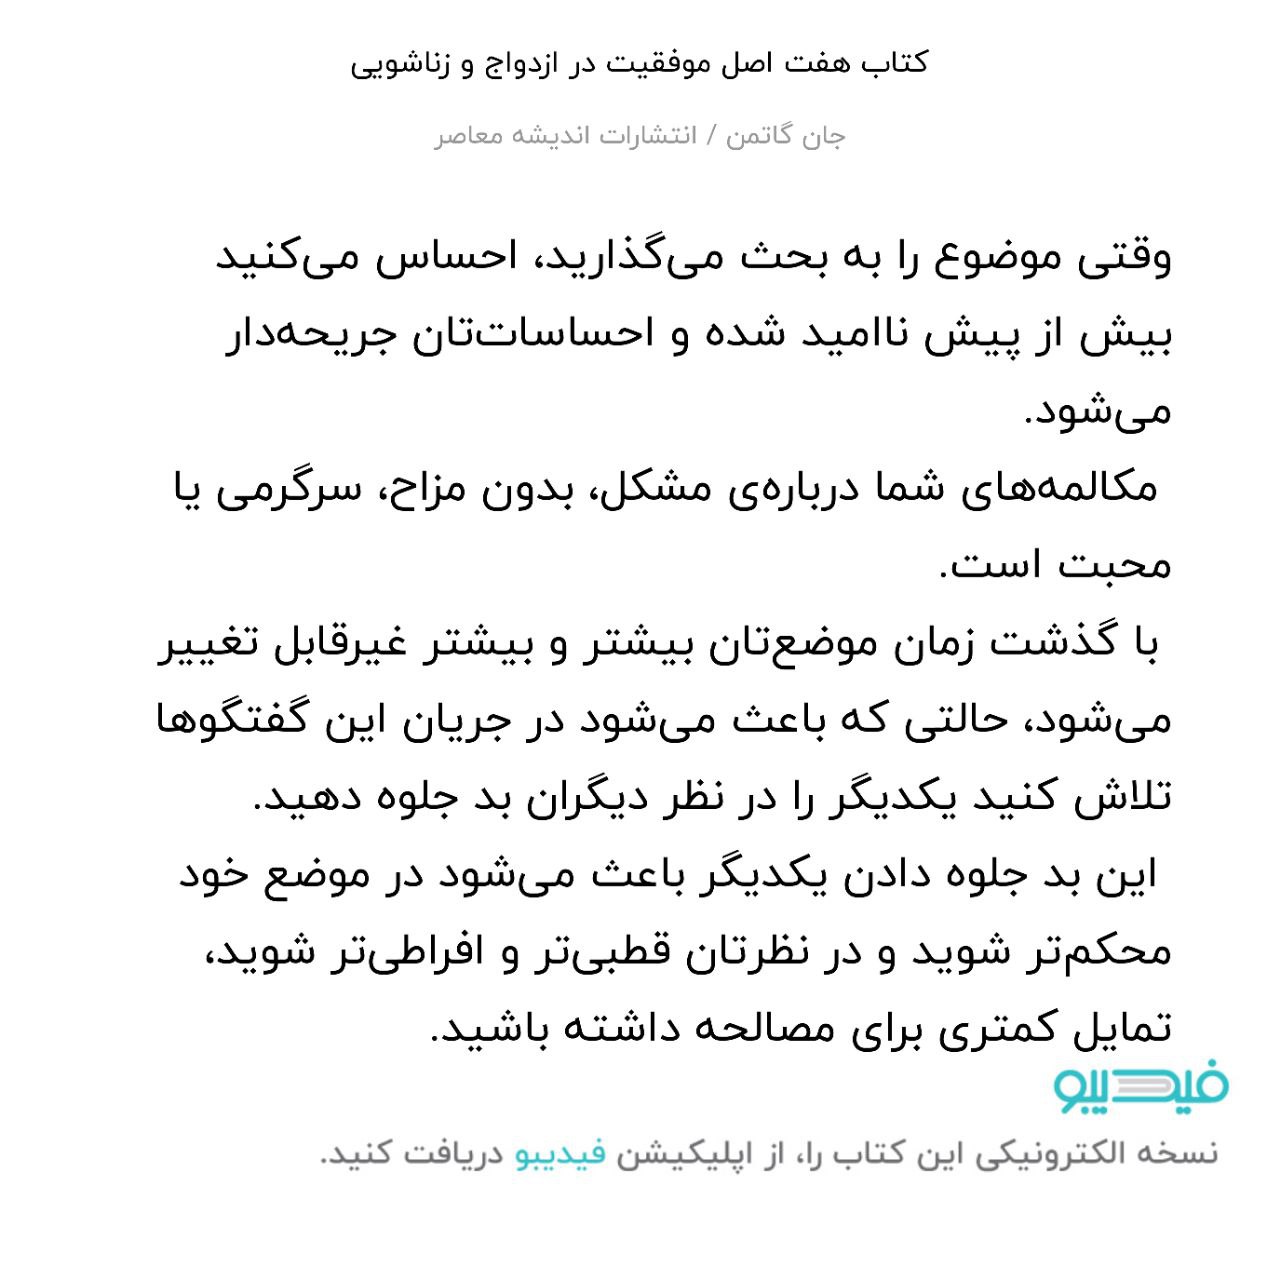 کتاب هفت اصل موفقیت در ازدواج و زناشویی
جان گاتمن / انتشارات اندیشه معاصر
وقتی موضوع را به بحث می‌گذارید، احساس می‌کنید
بیش از پیش ناامید شده و احساسات‌تان جریحه‌دار
می‌شود.
مکالمه‌های شما درباره‌ی مشکل، بدون مزاح، سرگرمی یا
محبت است.
با گذشت زمان موضع‌تان بیشتر و بیشتر غیرقابل تغییر
می‌شود، حالتی که باعث می‌شود در جریان این گفتگوها
تلاش کنید یکدیگر را در نظر دیگران بد جلوه دهید.
این بد جلوه دادن یکدیگر باعث می‌شود در موضع خود
محکم‌تر شوید و در نظرتان قطبی‌تر و افراطی‌تر شوید،
تمایل کمتری برای مصالحه داشته باشید.
فیدیبو
نسخه الکترونیکی این کتاب را، از اپلیکیشن فیدیبو دریافت کنید.